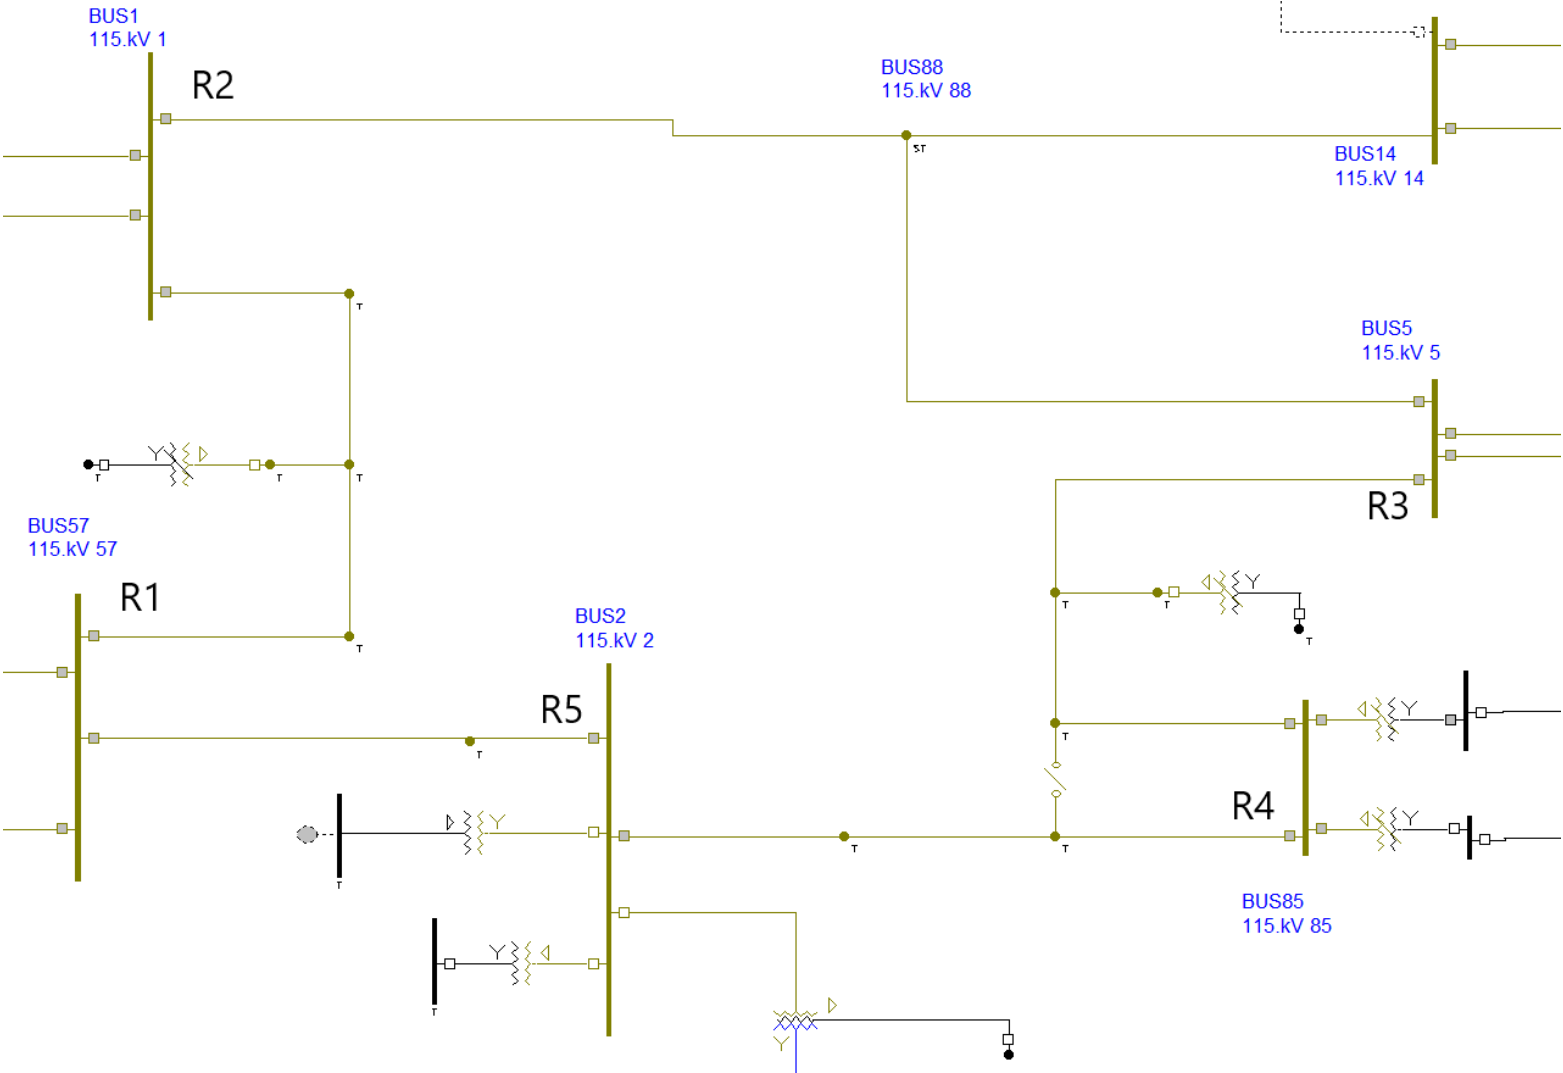 BUS1
115.kV 1
R2
BUS88
115.kV 88
ST
BUS14
115.kV 14
T
BUS5
115.kV 5
Y
T
T
T
R3
BUS57
115.kV 57
R1
Y
T
T
T
BUS2
115.kV 2
T
R5
Y
T
T
Y
Y
R4
T
T
T
BUS85
115.kV 85
Y
T
Y